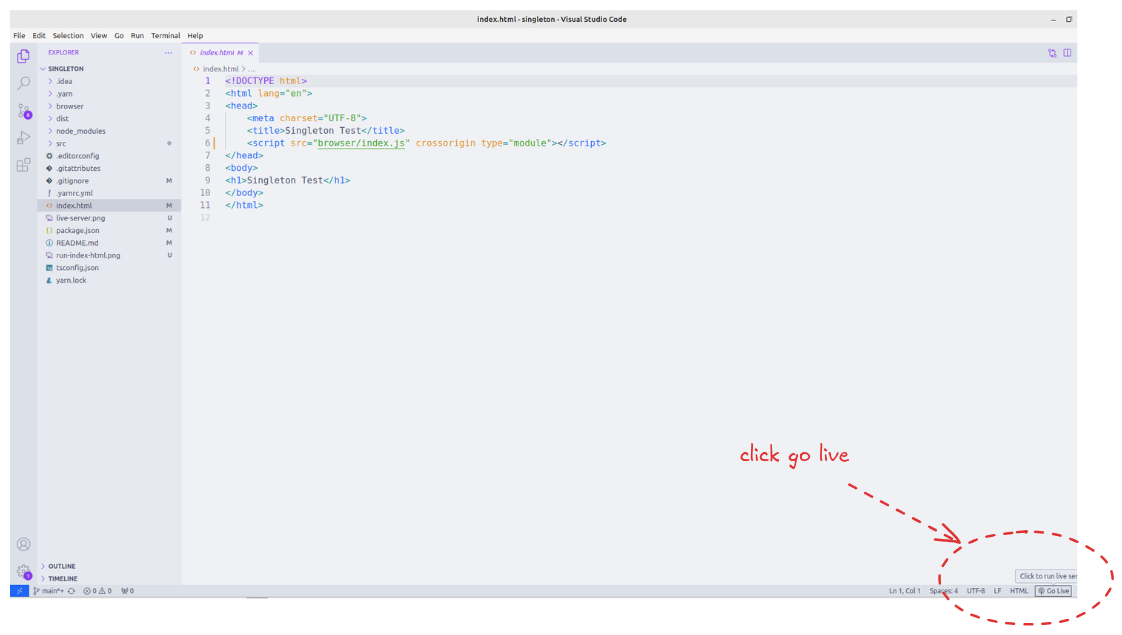 index.html - singleton - Visual Studio Code
File Edit Selection View Go Run Terminal Help
EXPLORER
SINGLETON
.idea
.yarn
browser
dist
node_modules
src
.editorconfig
.gitattributes
.gitignore M
.yarnrc.yml
index.html M
live-server.png U
package.json M
README.md M
run-index-html.png U
tsconfig.json
yarn.lock
OUTLINE
TIMELINE
index.html M
index.html > ...
1 <!DOCTYPE html>
2 <html lang="en">
3 <head>
4 <meta charset="UTF-8">
5 <title>Singleton Test</title>
6 <script src="browser/index.js" crossorigin type="module"></script>
7 </head>
8 <body>
9 <h1>Singleton Test</h1>
10 </body>
11 </html>
12
click go live
Click to run live ser
main*+ 0 0 0 Ln 1, Col 1 Spaces: 4 UTF-8 LF HTML Go Live